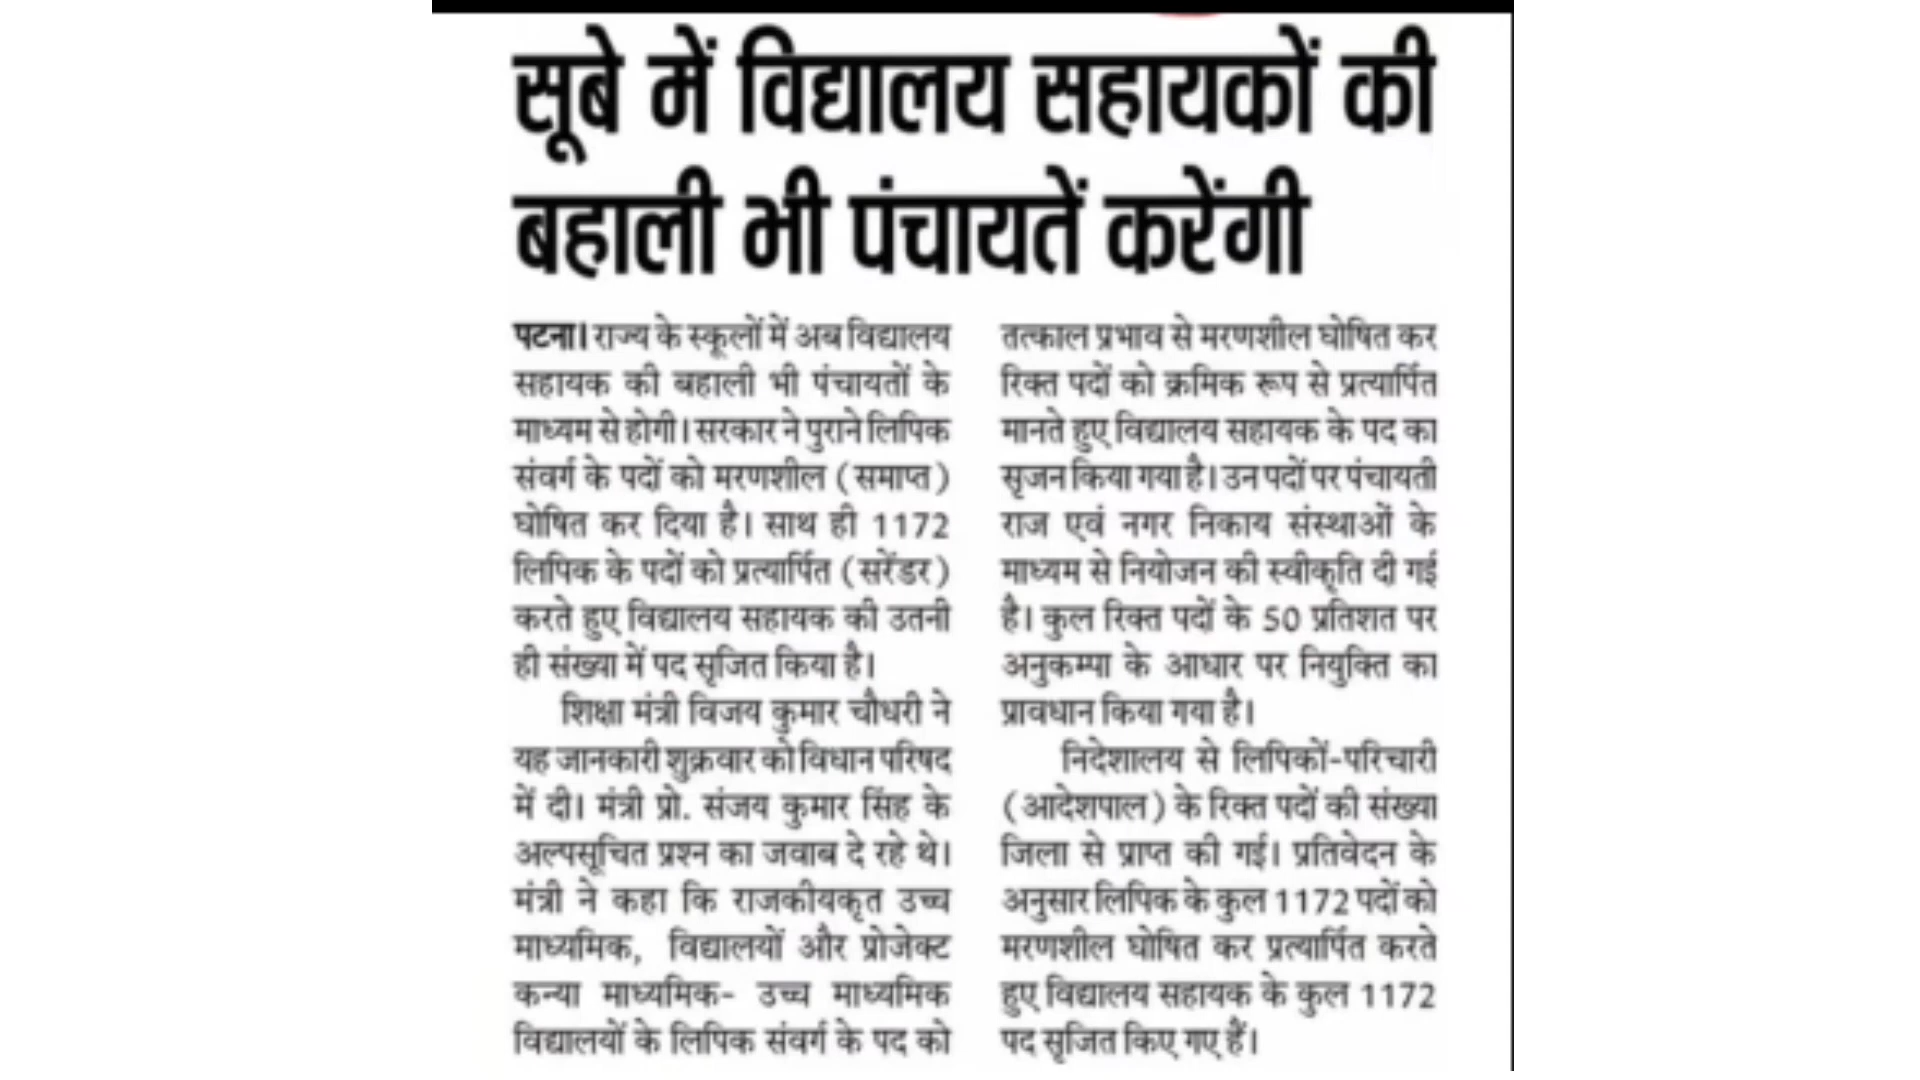 सूबे में विद्यालय सहायकों की
बहाली भी पंचायतें करेंगी
पटना। राज्य के स्कूलों में अब विद्यालय
सहायक की बहाली भी पंचायतों के
माध्यम से होगी। सरकार ने पुराने लिपिक
संवर्ग के पदों को मरणशील (समाप्त)
घोषित कर दिया है। साथ ही 1172
लिपिक के पदों को प्रत्यार्पित (सरेंडर)
करते हुए विद्यालय सहायक की उतनी
ही संख्या में पद सृजित किया है।
शिक्षा मंत्री विजय कुमार चौधरी ने
यह जानकारी शुक्रवार को विधान परिषद
में दी। मंत्री प्रो. संजय कुमार सिंह के
अल्पसूचित प्रश्न का जवाब दे रहे थे।
मंत्री ने कहा कि राजकीयकृत उच्च
माध्यमिक, विद्यालयों और प्रोजेक्ट
कन्या माध्यमिक- उच्च माध्यमिक
विद्यालयों के लिपिक संवर्ग के पद को
तत्काल प्रभाव से मरणशील घोषित कर
रिक्त पदों को क्रमिक रूप से प्रत्यार्पित
मानते हुए विद्यालय सहायक के पद का
सृजन किया गया है। उन पदों पर पंचायती
राज एवं नगर निकाय संस्थाओं के
माध्यम से नियोजन की स्वीकृति दी गई
है। कुल रिक्त पदों के 50 प्रतिशत पर
अनुकम्पा के आधार पर नियुक्ति का
प्रावधान किया गया है।
निदेशालय से लिपिकों-परिचारी
(आदेशपाल) के रिक्त पदों की संख्या
जिला से प्राप्त की गई। प्रतिवेदन के
अनुसार लिपिक के कुल 1172 पदों को
मरणशील घोषित कर प्रत्यार्पित करते
हुए विद्यालय सहायक के कुल 1172
पद सृजित किए गए हैं।